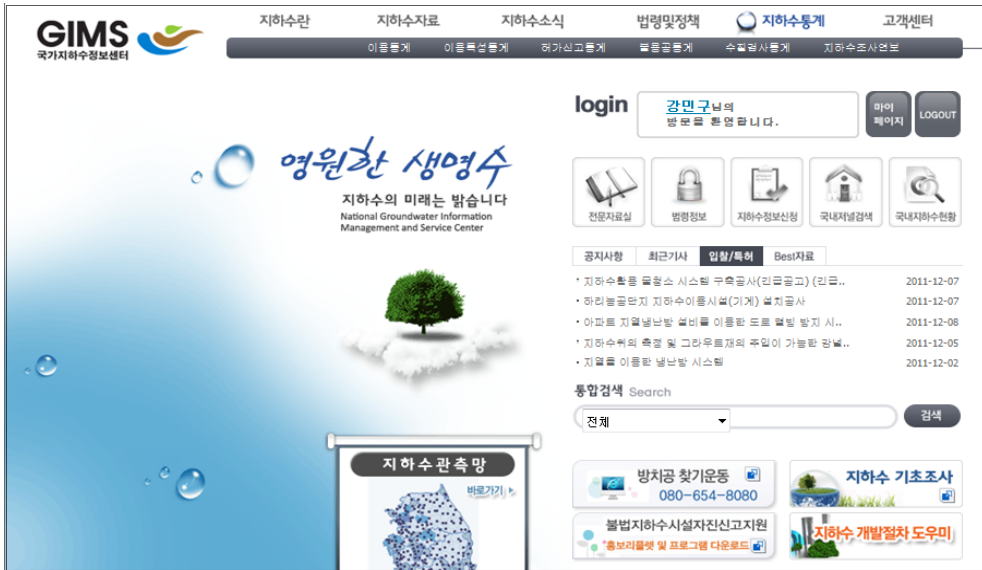 GIMS
국가지하수정보센터
지하수란 지하수자료 지하수소식 법령및정책 지하수통계 고객센터
이용통계 이용특성통계 허가신고통계 불용공통계 수질검사통계 지하수조사연보
login
강민구님의
방문을 환영합니다.
마이
페이지
LOGOUT
영원한 생명수
지하수의 미래는 밝습니다
National Groundwater Information
Management and Service Center
전문자료실 법령정보 지하수정보신청 국내저널검색 국내지하수현황
공지사항 최근기사 입찰/특허 Best자료
지하수활용 물청소 시스템 구축공사(긴급공고) (긴급.. 2011-12-07
하리농공단지 지하수이용시설(기계) 설치공사 2011-12-07
아파트 지열냉난방 설비를 이용한 도로 결빙 방지 시.. 2011-12-08
지하수위의 측정 및 그라우트재의 주입이 가능한 강널.. 2011-12-05
지열을 이용한 냉난방 시스템 2011-12-02
통합검색 Search
전체
검색
지하수관측망
바로가기
방치공 찾기운동
080-654-8080
지하수 기초조사
불법지하수시설자진신고지원
*홍보리플렛 및 프로그램 다운로드
지하수 개발절차 도우미